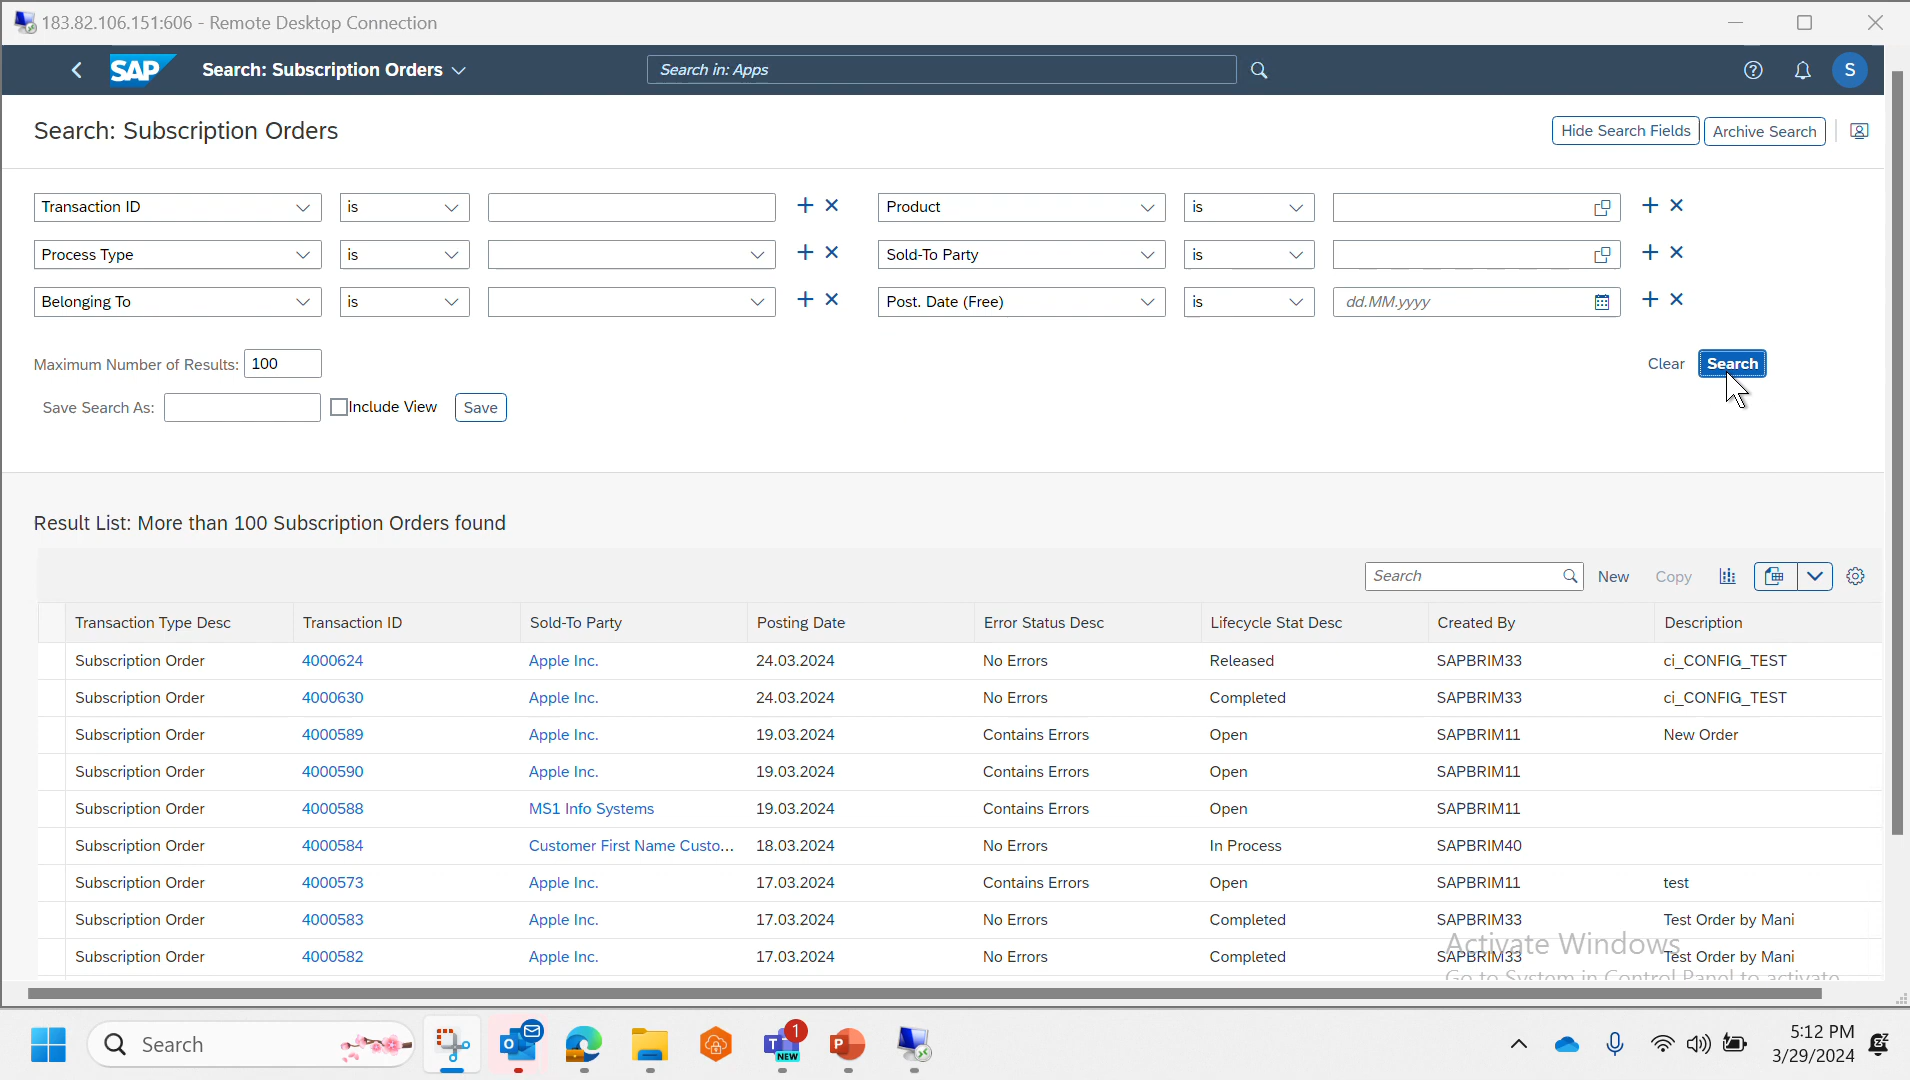 183.82.106.151:606 - Remote Desktop Connection
SAP Search: Subscription Orders Search in: Apps S
Search: Subscription Orders Hide Search Fields Archive Search
Transaction ID is Product is
Process Type is Sold-To Party is
Belonging To is Post. Date (Free) is dd.MM.yyyy
Maximum Number of Results: 100 Clear Search
Save Search As: Include View Save
Result List: More than 100 Subscription Orders found
Search New Copy
Transaction Type Desc Transaction ID Sold-To Party Posting Date Error Status Desc Lifecycle Stat Desc Created By Description
Subscription Order 4000624 Apple Inc. 24.03.2024 No Errors Released SAPBRIM33 ci_CONFIG_TEST
Subscription Order 4000630 Apple Inc. 24.03.2024 No Errors Completed SAPBRIM33 ci_CONFIG_TEST
Subscription Order 4000589 Apple Inc. 19.03.2024 Contains Errors Open SAPBRIM11 New Order
Subscription Order 4000590 Apple Inc. 19.03.2024 Contains Errors Open SAPBRIM11
Subscription Order 4000588 MS1 Info Systems 19.03.2024 Contains Errors Open SAPBRIM11
Subscription Order 4000584 Customer First Name Custo... 18.03.2024 No Errors In Process SAPBRIM40
Subscription Order 4000573 Apple Inc. 17.03.2024 Contains Errors Open SAPBRIM11 test
Subscription Order 4000583 Apple Inc. 17.03.2024 No Errors Completed SAPBRIM33 Test Order by Mani
Activate Windows
Subscription Order 4000582 Apple Inc. 17.03.2024 No Errors Completed SAPBRIM33 Test Order by Mani
Go to System in Control Panel to activate
Search 1 NEW 5:12 PM
3/29/2024